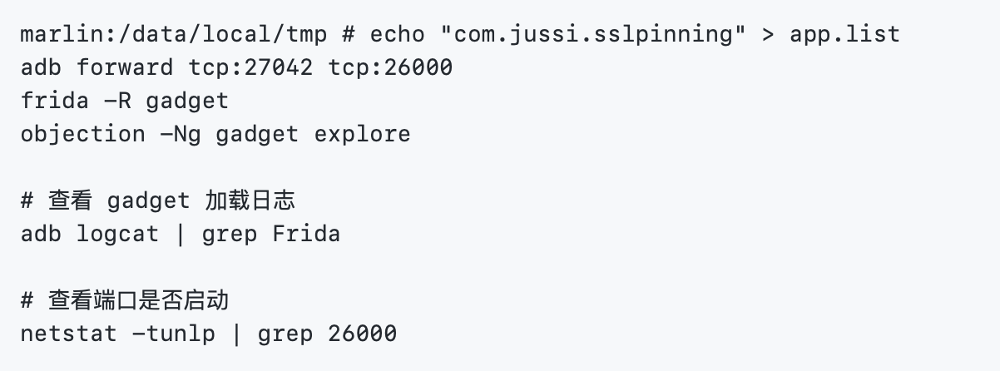 marlin:/data/local/tmp # echo "com.jussi.sslpinning" > app.list
adb forward tcp:27042 tcp:26000
frida -R gadget
objection -Ng gadget explore
# 查看 gadget 加载日志
adb logcat | grep Frida
# 查看端口是否启动
netstat -tunlp | grep 26000